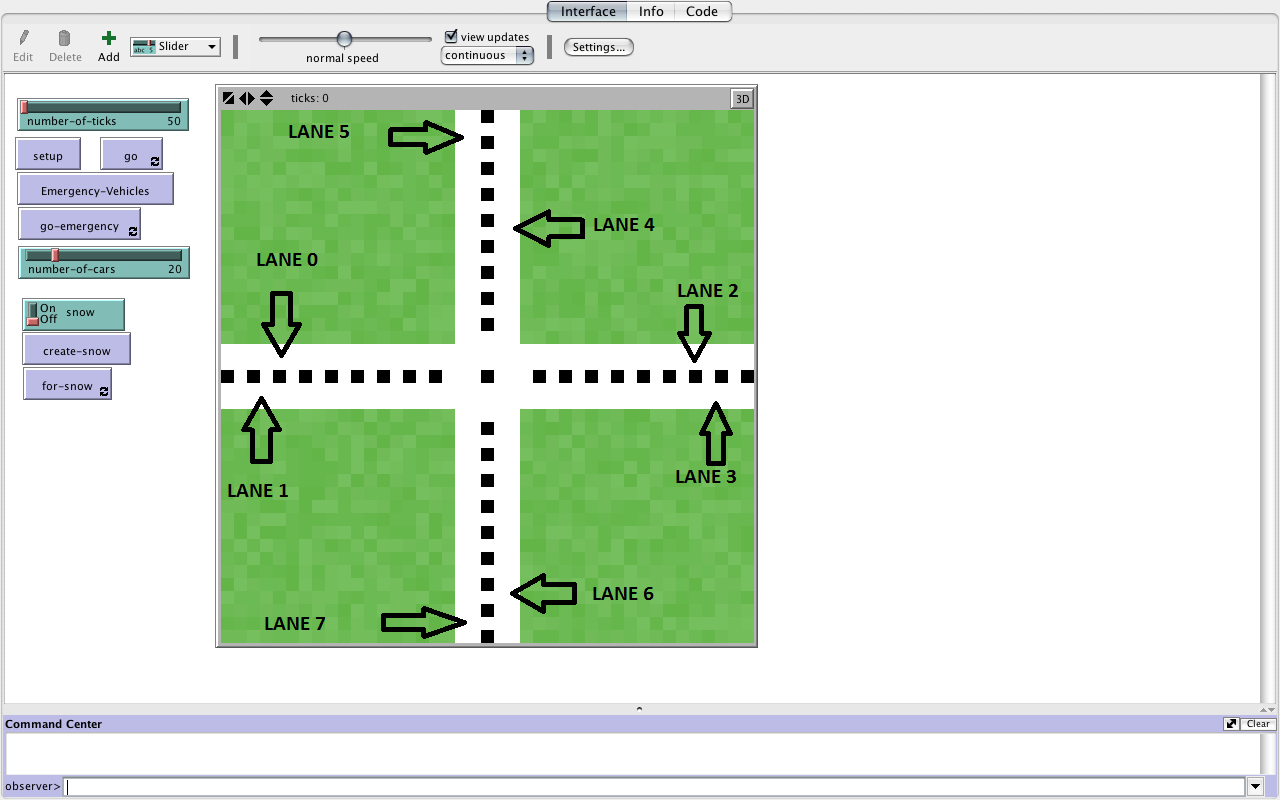 Interface Info Code
Edit Delete Add abc 5 Slider
normal speed
view updates
continuous
Settings...
ticks: 0 3D
number-of-ticks 50
setup go
Emergency-Vehicles
go-emergency
number-of-cars 20
On
Off snow
create-snow
for-snow
LANE 5
LANE 4
LANE 0
LANE 2
LANE 3
LANE 1
LANE 6
LANE 7
Command Center Clear
observer>